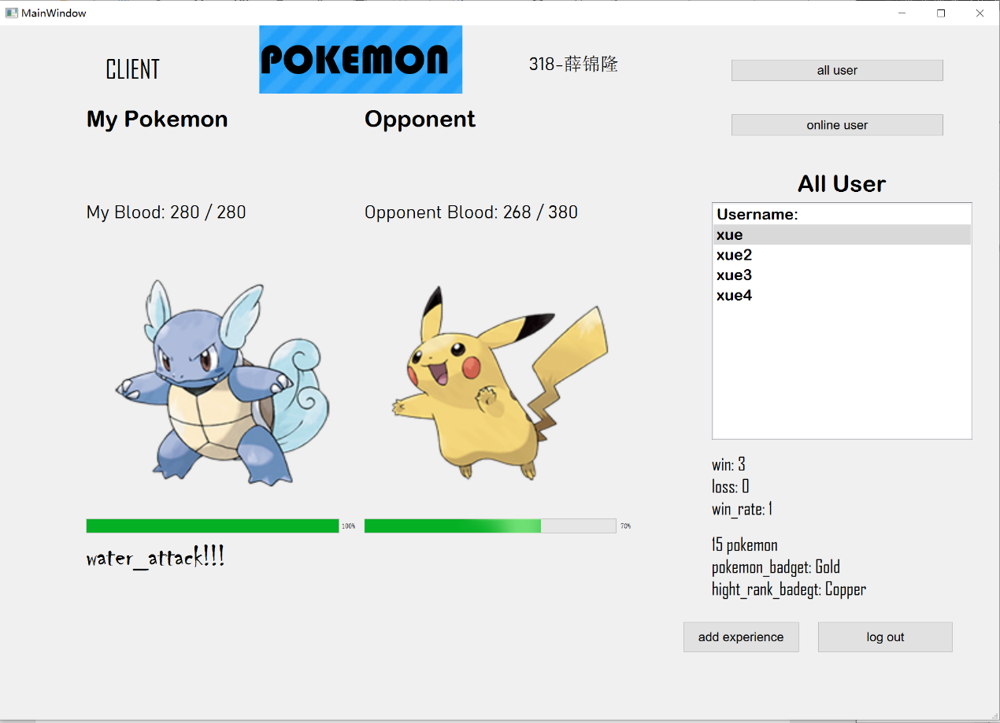 MainWindow
CLIENT
POKEMON
318-薛锦隆
all user
My Pokemon
Opponent
online user
All User
My Blood: 280 / 280
Opponent Blood: 268 / 380
Username:
xue
xue2
xue3
xue4
win: 3
loss: 0
win_rate: 1
100%
70%
15 pokemon
water_attack!!!
pokemon_badget: Gold
hight_rank_badegt: Copper
add experience
log out